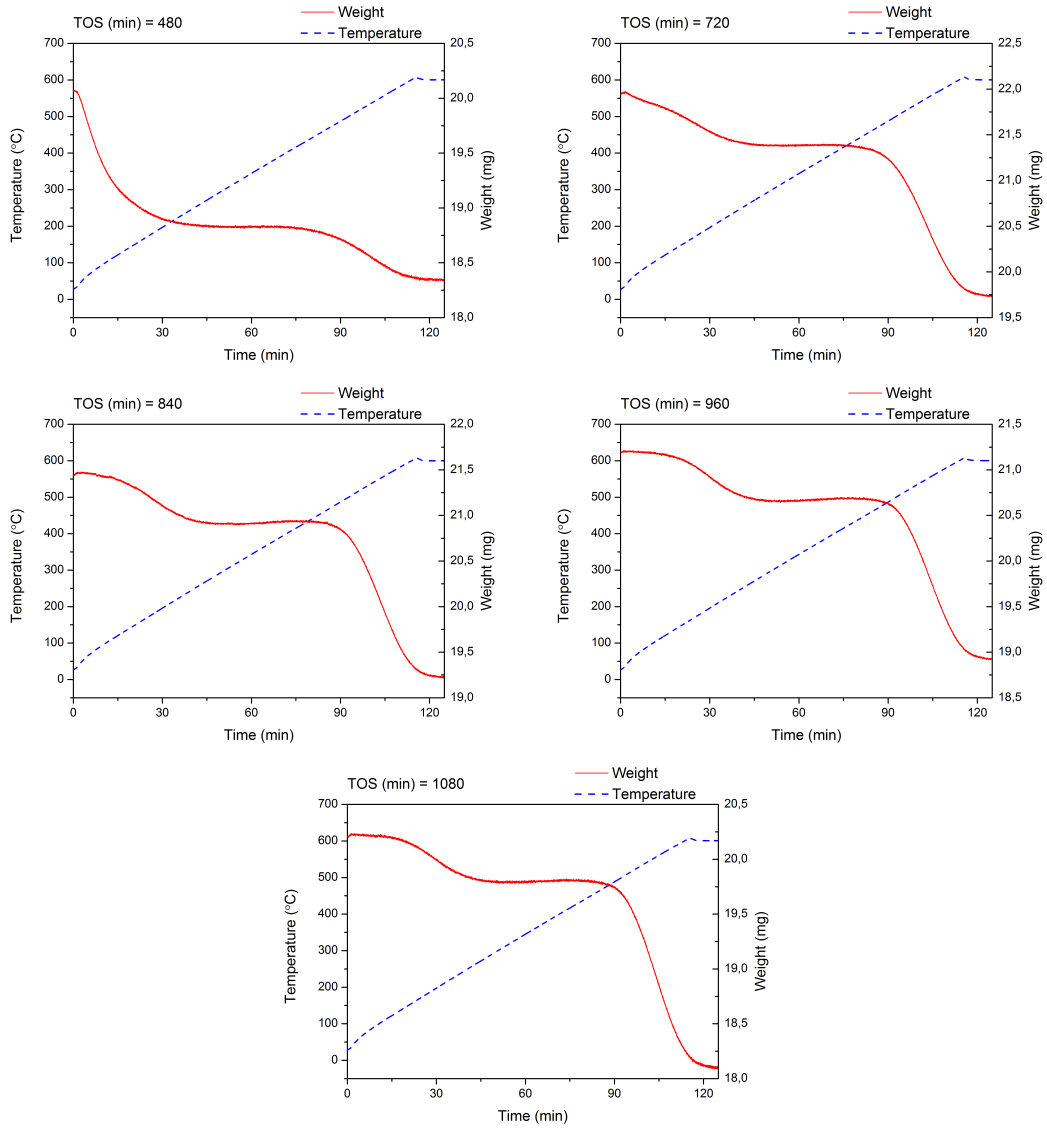 TOS (min) = 480
Weight
Temperature
700
600
500
400
300
200
100
0
Temperature (°C)
20,5
20,0
19,5
19,0
18,5
18,0
Weight (mg)
0 30 60 90 120
Time (min)
TOS (min) = 720
Weight
Temperature
700
600
500
400
300
200
100
0
Temperature (°C)
22,5
22,0
21,5
21,0
20,5
20,0
19,5
Weight (mg)
0 30 60 90 120
Time (min)
TOS (min) = 840
Weight
Temperature
700
600
500
400
300
200
100
0
Temperature (°C)
22,0
21,5
21,0
20,5
20,0
19,5
19,0
Weight (mg)
0 30 60 90 120
Time (min)
TOS (min) = 960
Weight
Temperature
700
600
500
400
300
200
100
0
Temperature (°C)
21,5
21,0
20,5
20,0
19,5
19,0
18,5
Weight (mg)
0 30 60 90 120
Time (min)
TOS (min) = 1080
Weight
Temperature
700
600
500
400
300
200
100
0
Temperature (°C)
20,5
20,0
19,5
19,0
18,5
18,0
Weight (mg)
0 30 60 90 120
Time (min)